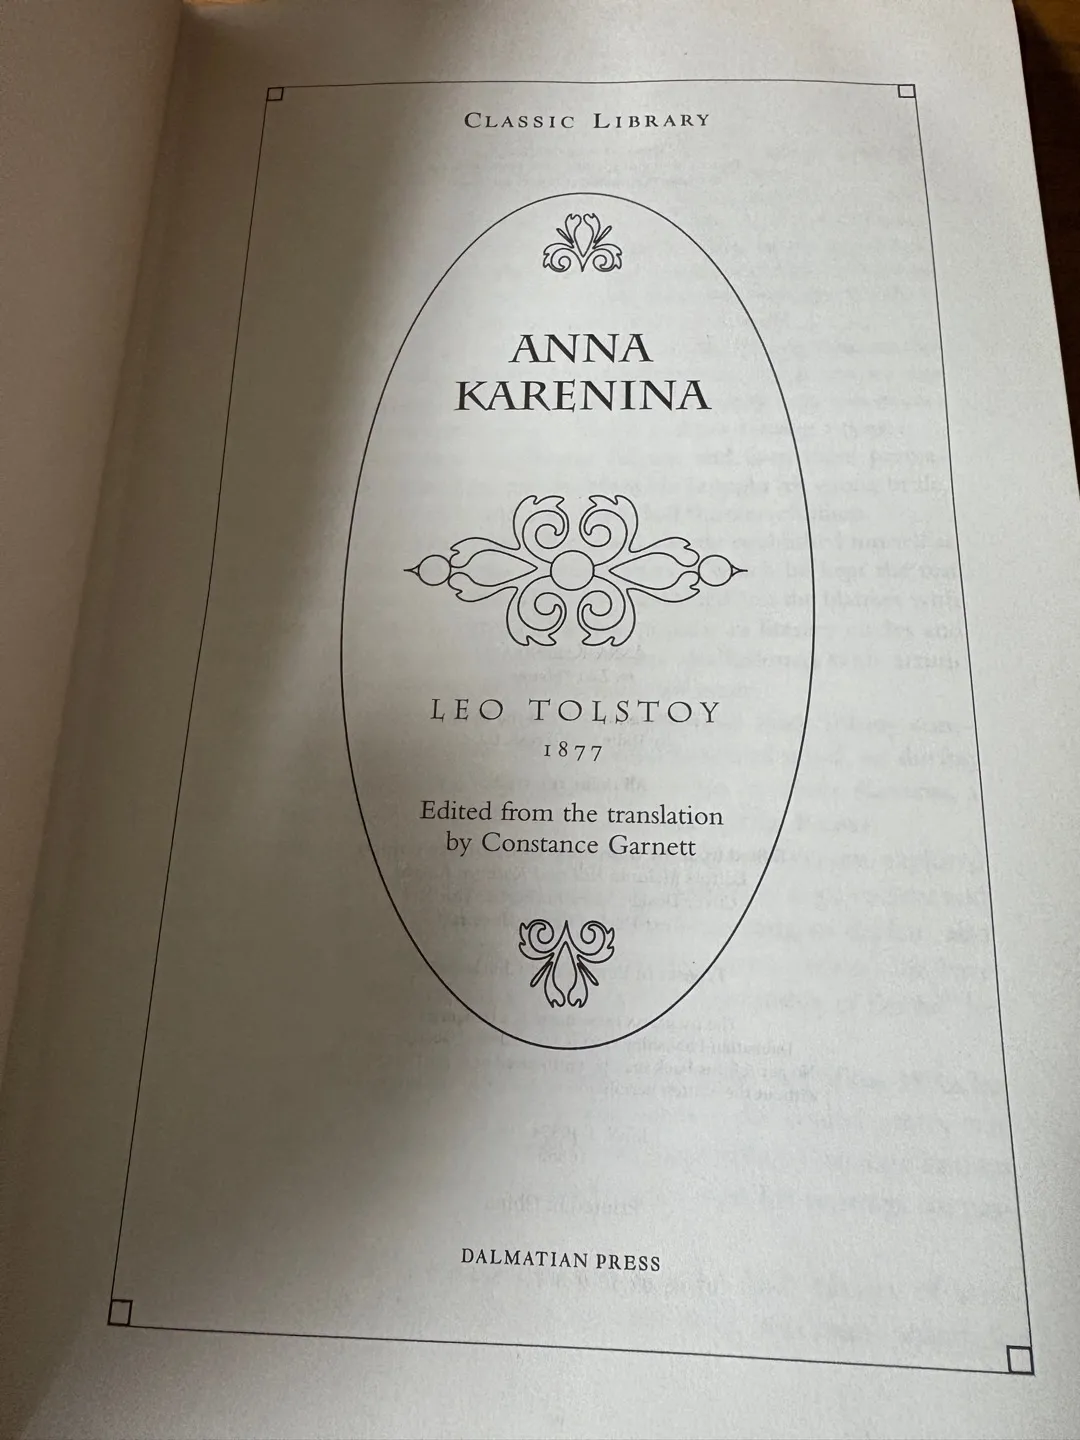 CLASSIC LIBRARY
ANNA
KARENINA
LEO TOLSTOY
1877
Edited from the translation
by Constance Garnett
DALMATIAN PRESS